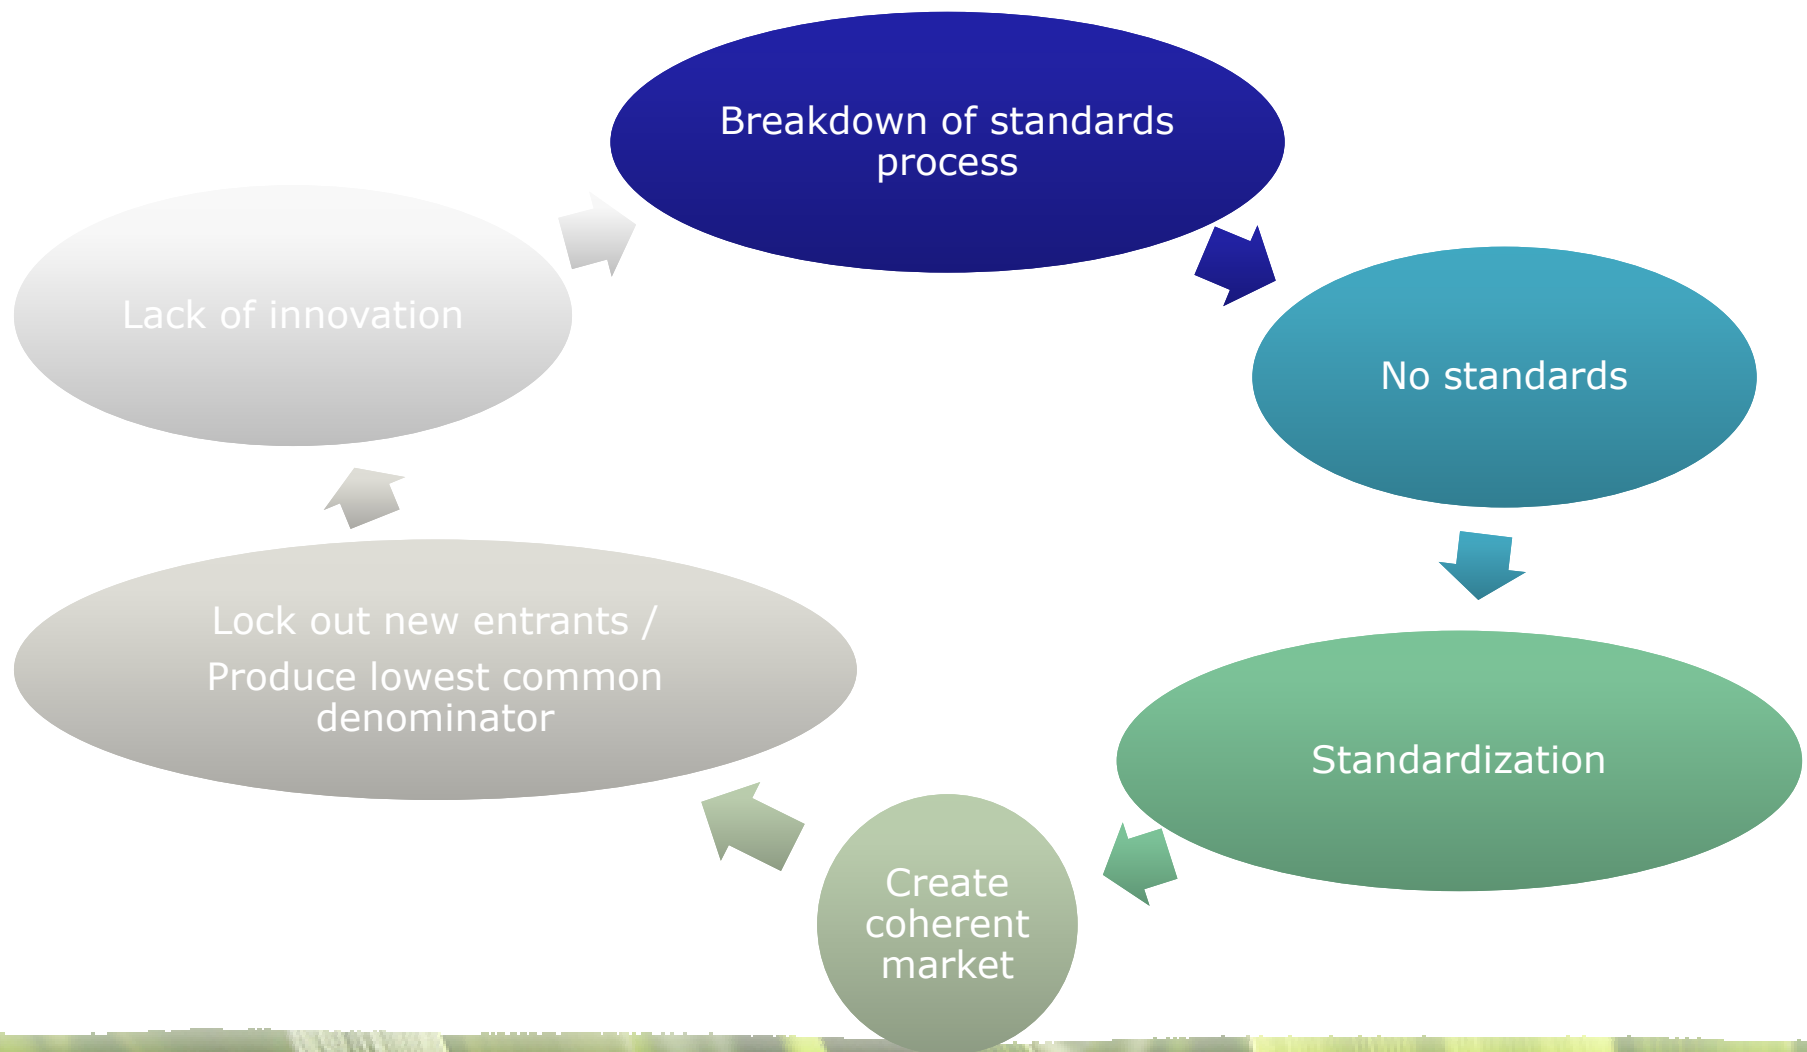 Breakdown of standards
process
No standards
Standardization
Create
coherent
market
Lock out new entrants /
Produce lowest common
denominator
Lack of innovation